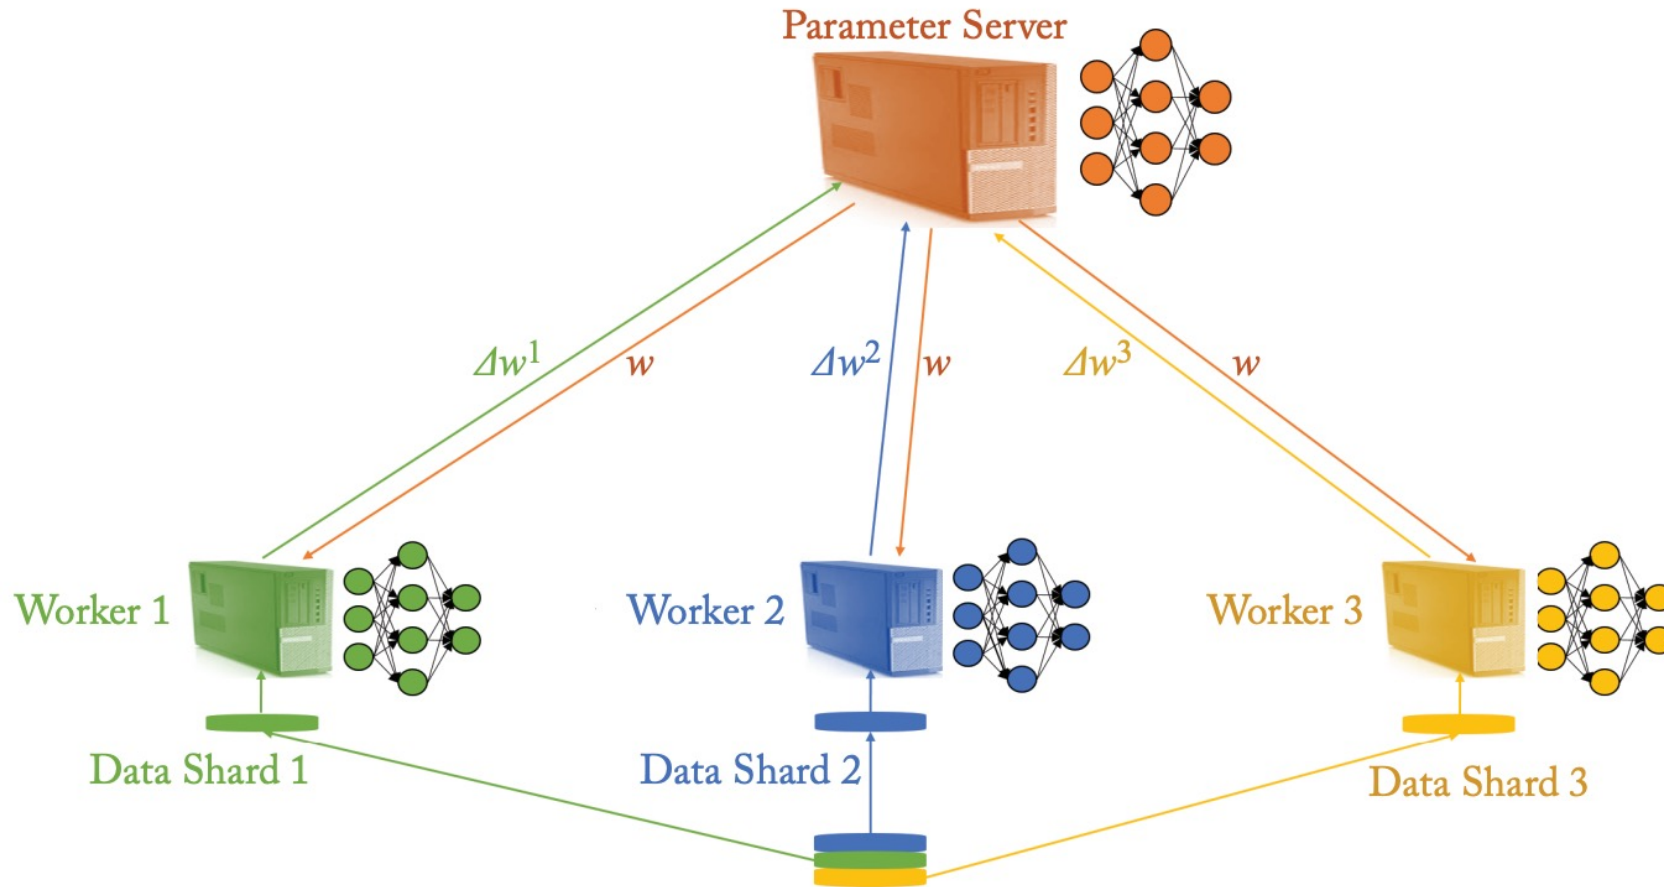 Parameter Server
Δw¹ w Δw² w Δw³ w
Worker 1 Worker 2 Worker 3
Data Shard 1 Data Shard 2 Data Shard 3